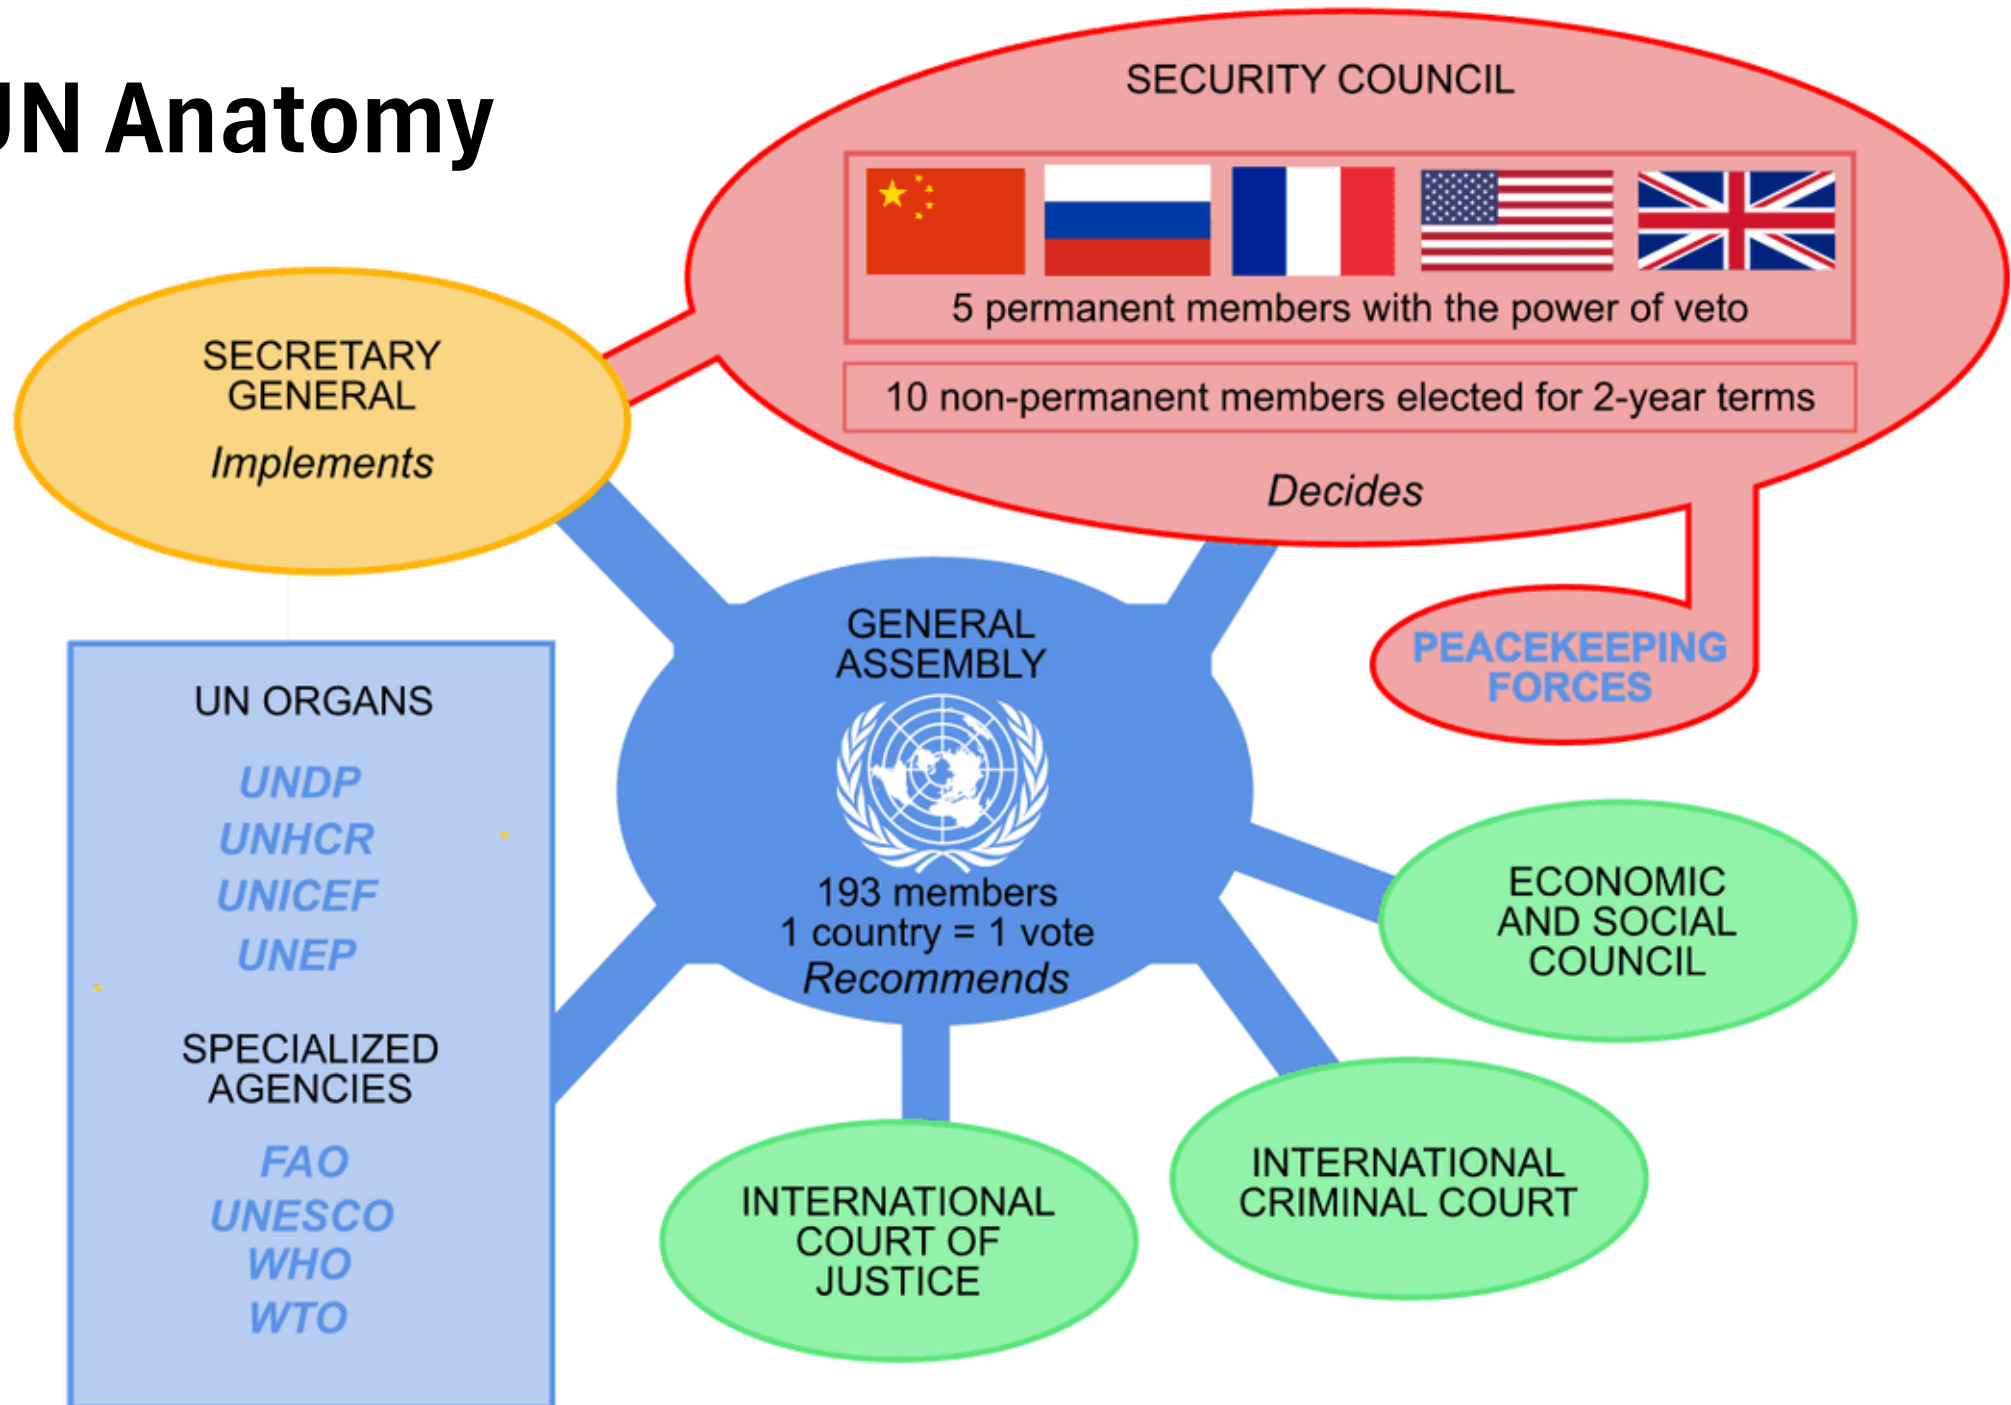 UN Anatomy
SECURITY COUNCIL
5 permanent members with the power of veto
10 non-permanent members elected for 2-year terms
Decides
SECRETARY
GENERAL
Implements
PEACEKEEPING
FORCES
GENERAL
ASSEMBLY
193 members
1 country = 1 vote
Recommends
UN ORGANS
UNDP
UNHCR
UNICEF
UNEP
SPECIALIZED
AGENCIES
FAO
UNESCO
WHO
WTO
ECONOMIC
AND SOCIAL
COUNCIL
INTERNATIONAL
CRIMINAL COURT
INTERNATIONAL
COURT OF
JUSTICE